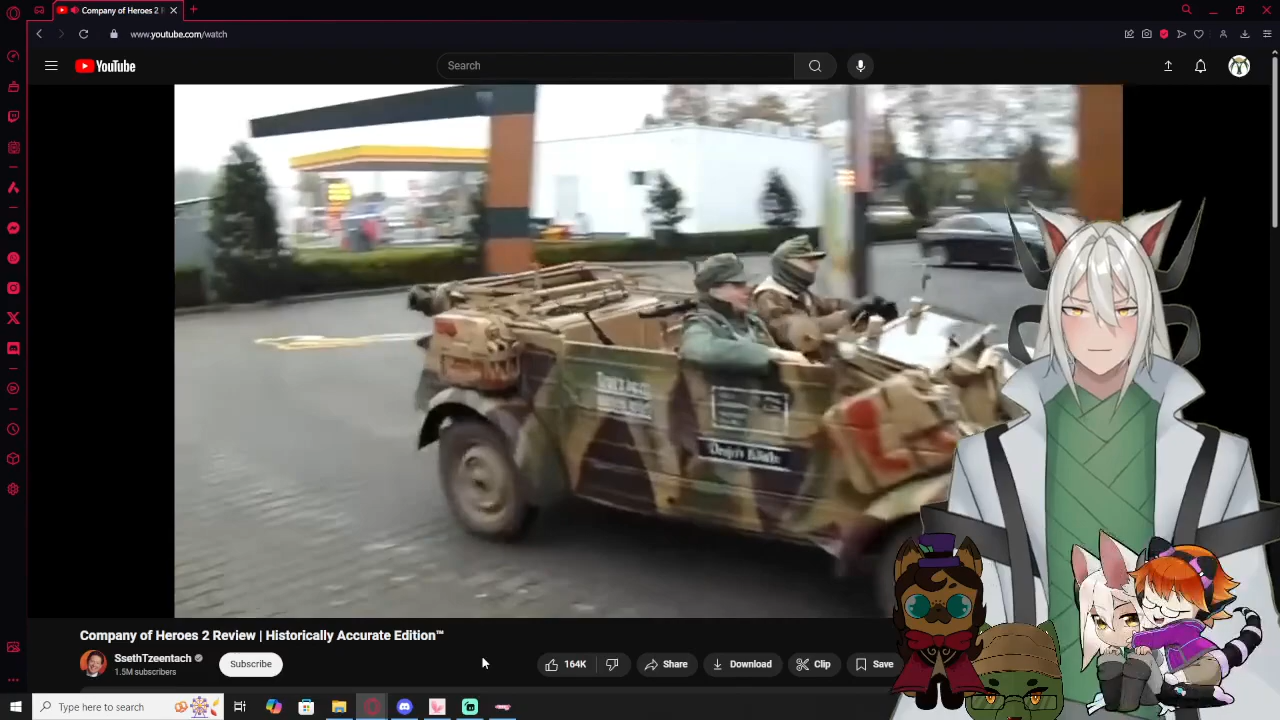 Company of Heroes 2 R
www.youtube.com/watch
YouTube
Search
Company of Heroes 2 Review | Historically Accurate Edition™
SsethTzeentach
1.5M subscribers
Subscribe
164K
Share
Download
Clip
Save
Type here to search